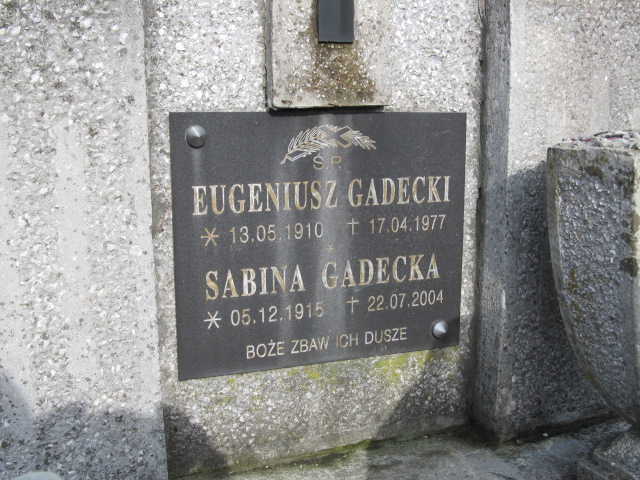 Ś.P.
EUGENIUSZ GADECKI
* 13.05.1910 † 17.04.1977
*
SABINA GADECKA
* 05.12.1915 † 22.07.2004
BOŻE ZBAW ICH DUSZE